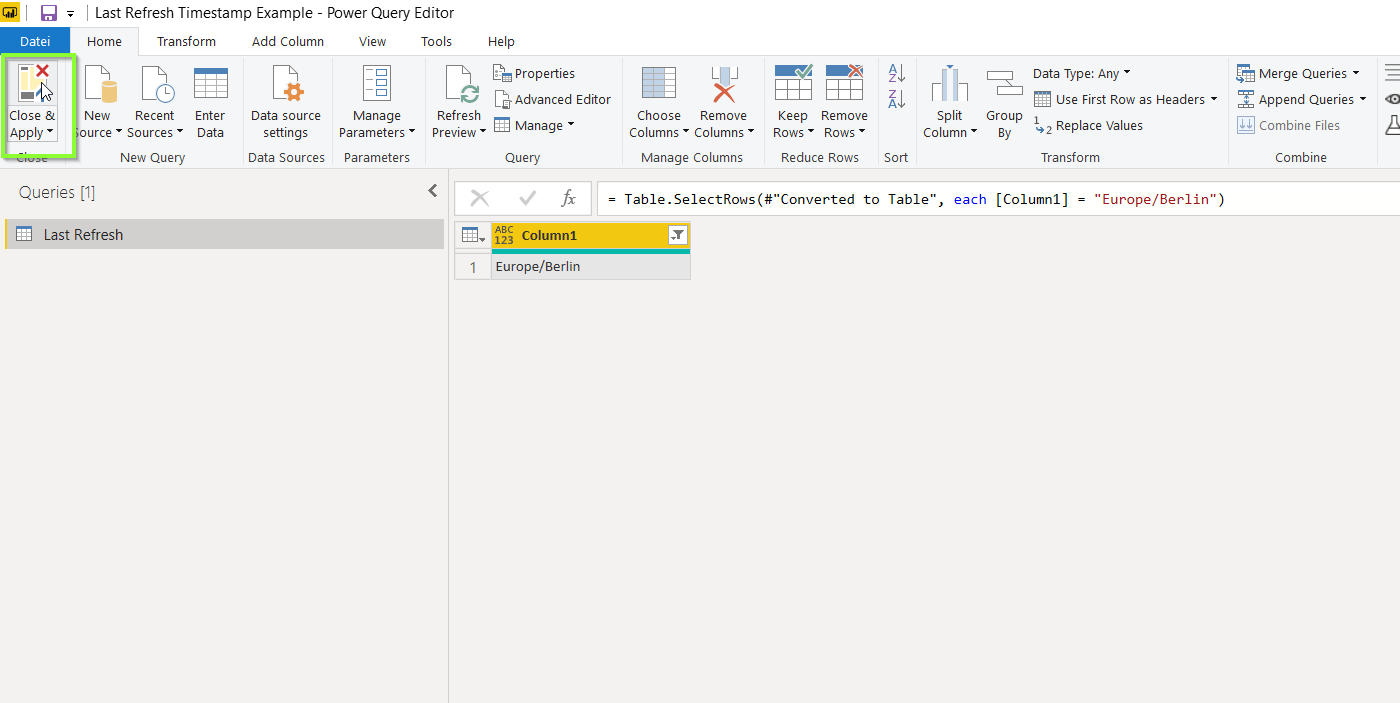 Last Refresh Timestamp Example - Power Query Editor
Datei Home Transform Add Column View Tools Help
Close & Apply
New Source
Recent Sources
Enter Data
Data source settings
Manage Parameters
Refresh Preview
Properties
Advanced Editor
Manage
Choose Columns
Remove Columns
Keep Rows
Remove Rows
A Z
Z A
Split Column
Group By
Data Type: Any
Use First Row as Headers
1 2 Replace Values
Merge Queries
Append Queries
Combine Files
Close New Query Data Sources Parameters Query Manage Columns Reduce Rows Sort Transform Combine
Queries [1]
Last Refresh
fx = Table.SelectRows(#"Converted to Table", each [Column1] = "Europe/Berlin")
ABC 123 Column1
1 Europe/Berlin